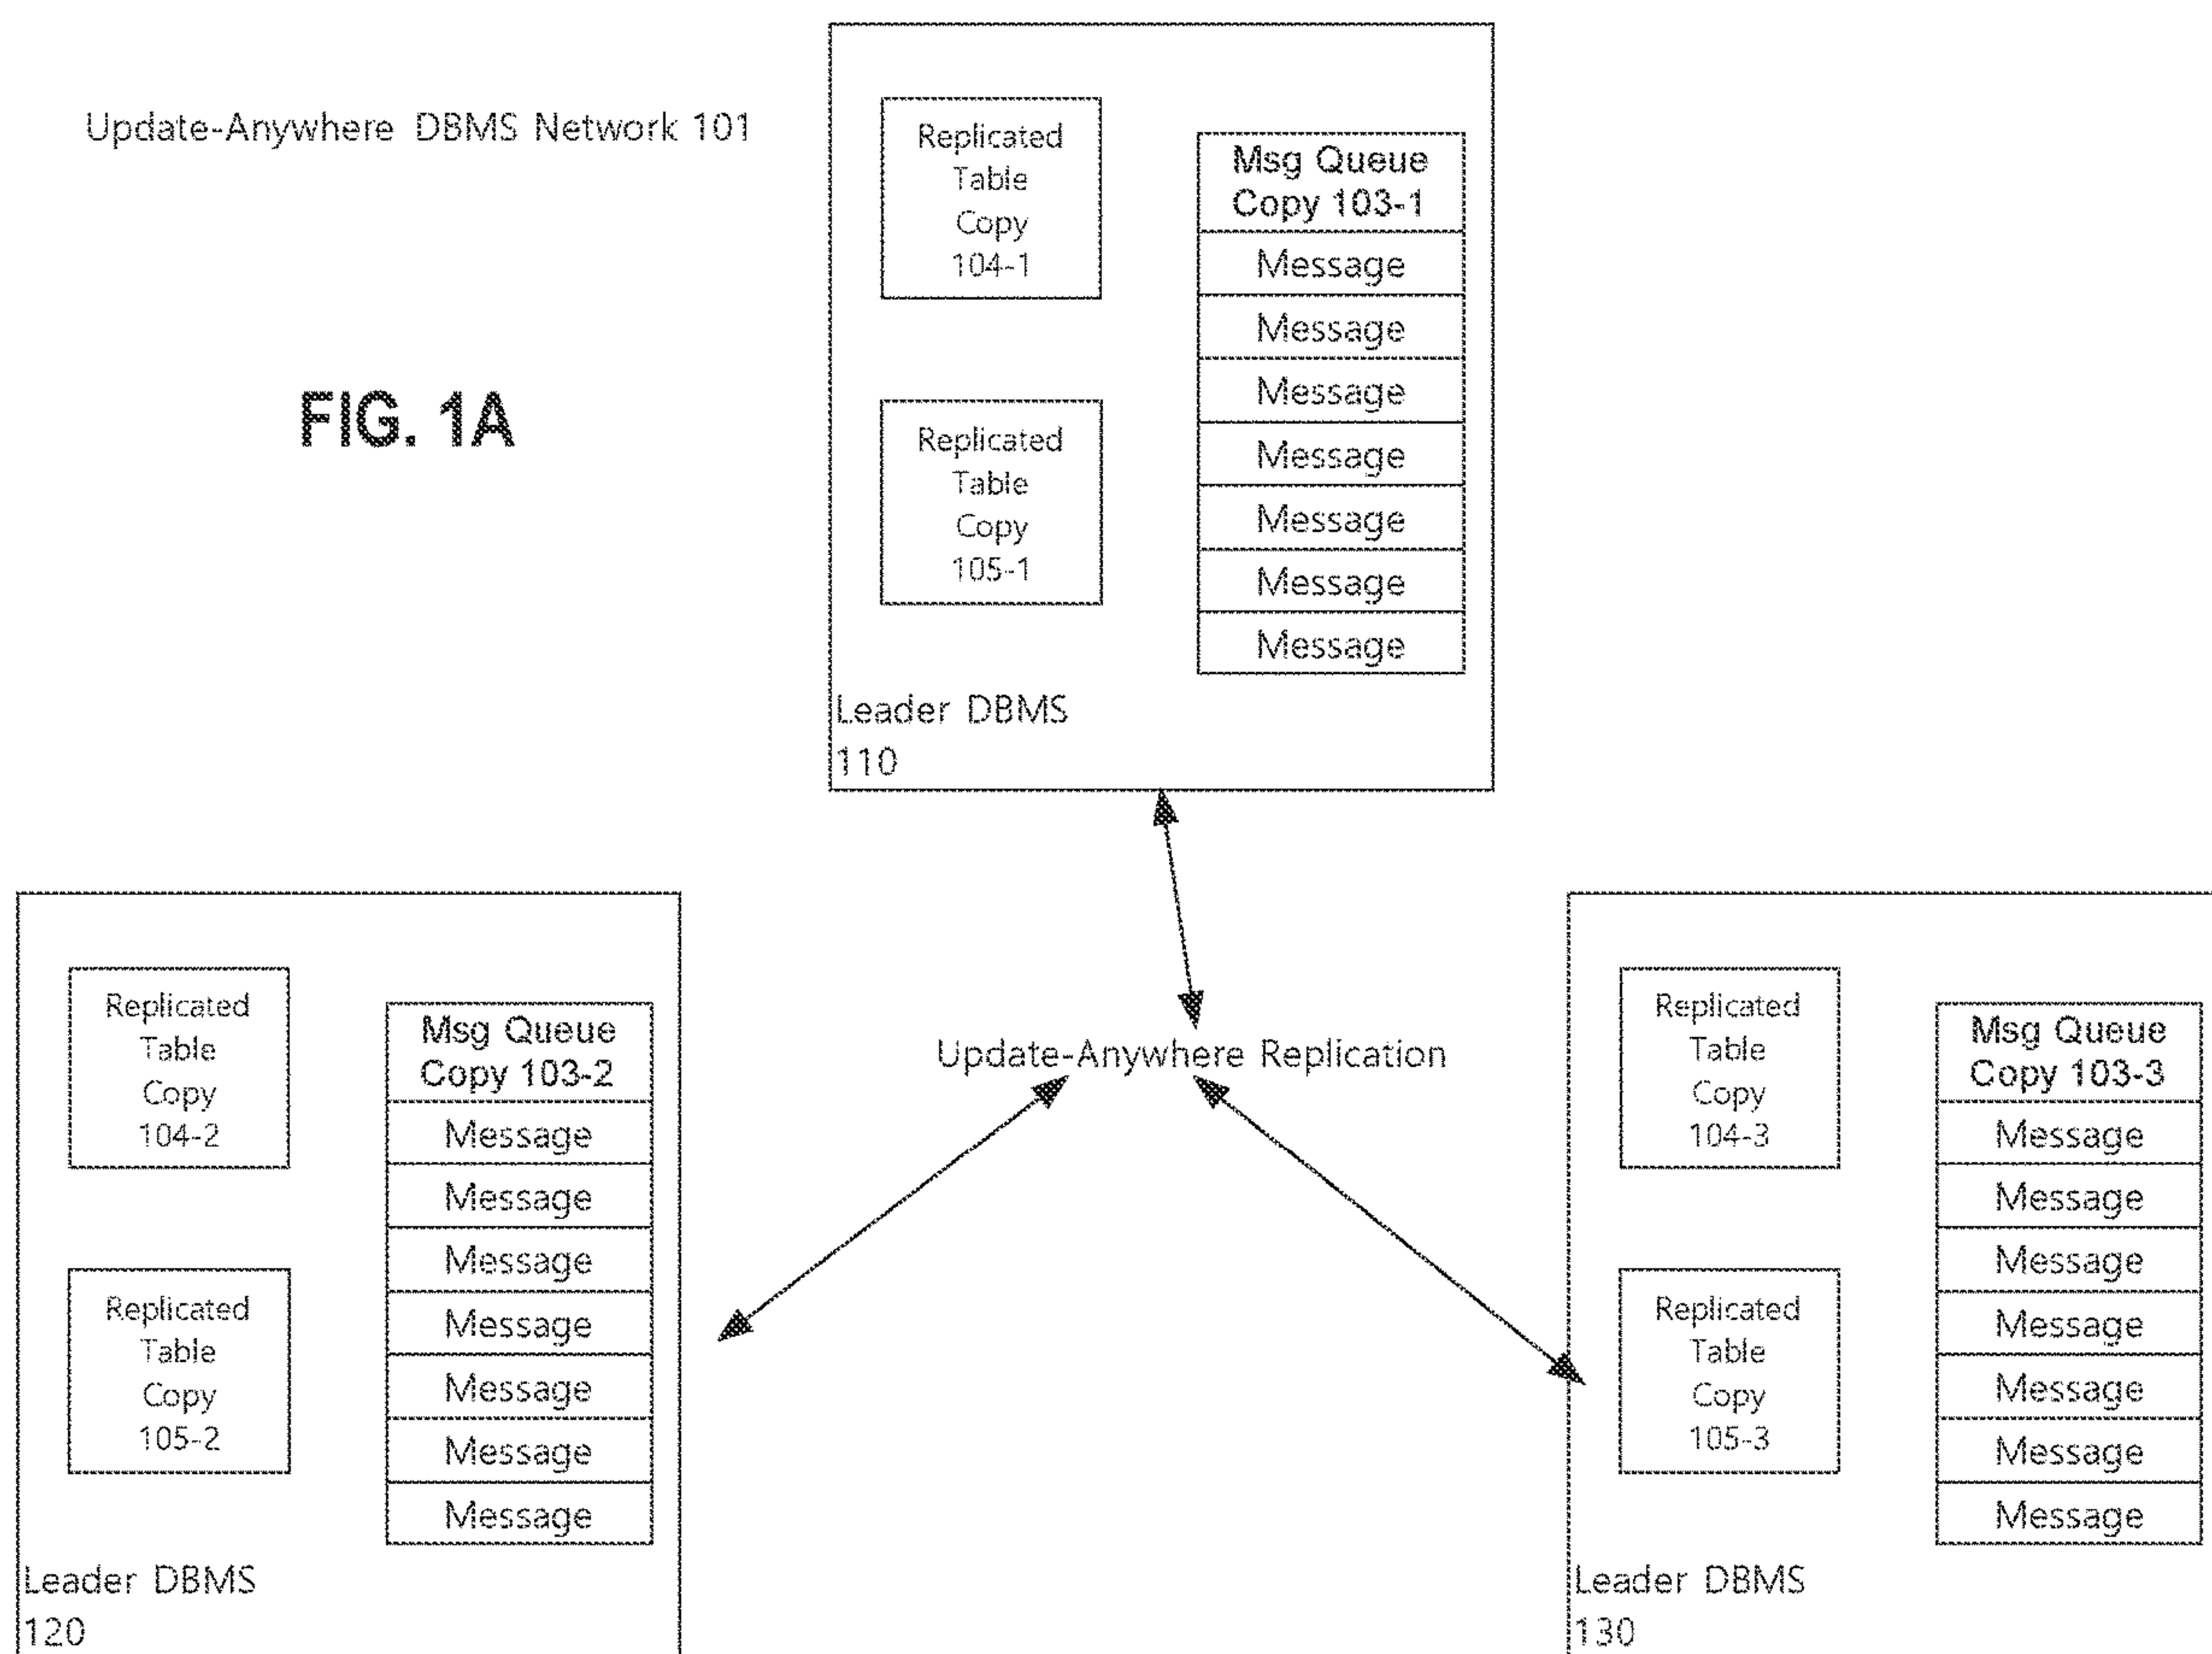 Update-Anywhere DBMS Network 101
FIG. 1A
Replicated
Table
Copy
104-1
Replicated
Table
Copy
105-1
Msg Queue
Copy 103-1
Message
Message
Message
Message
Message
Message
Message
Leader DBMS
110
Update-Anywhere Replication
Replicated
Table
Copy
104-2
Replicated
Table
Copy
105-2
Msg Queue
Copy 103-2
Message
Message
Message
Message
Message
Message
Message
Leader DBMS
120
Replicated
Table
Copy
104-3
Replicated
Table
Copy
105-3
Msg Queue
Copy 103-3
Message
Message
Message
Message
Message
Message
Message
Leader DBMS
130